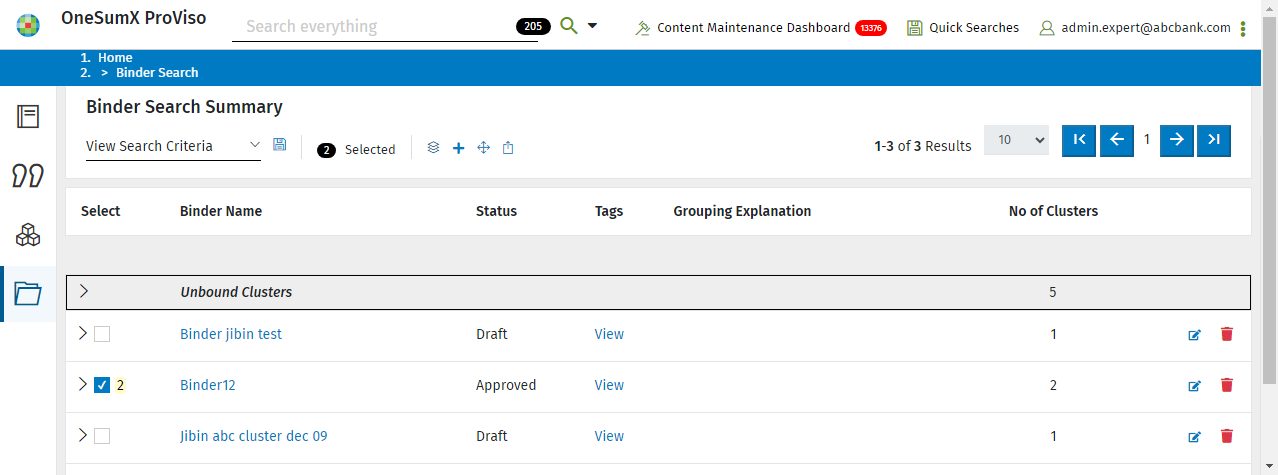 OneSumX ProViso
Search everything 205
Content Maintenance Dashboard 13376
Quick Searches
admin.expert@abcbank.com
1. Home
2. > Binder Search
Binder Search Summary
View Search Criteria
2 Selected
1-3 of 3 Results
10
1
Select Binder Name Status Tags Grouping Explanation No of Clusters
Unbound Clusters 5
Binder jibin test Draft View 1
2 Binder12 Approved View 2
Jibin abc cluster dec 09 Draft View 1